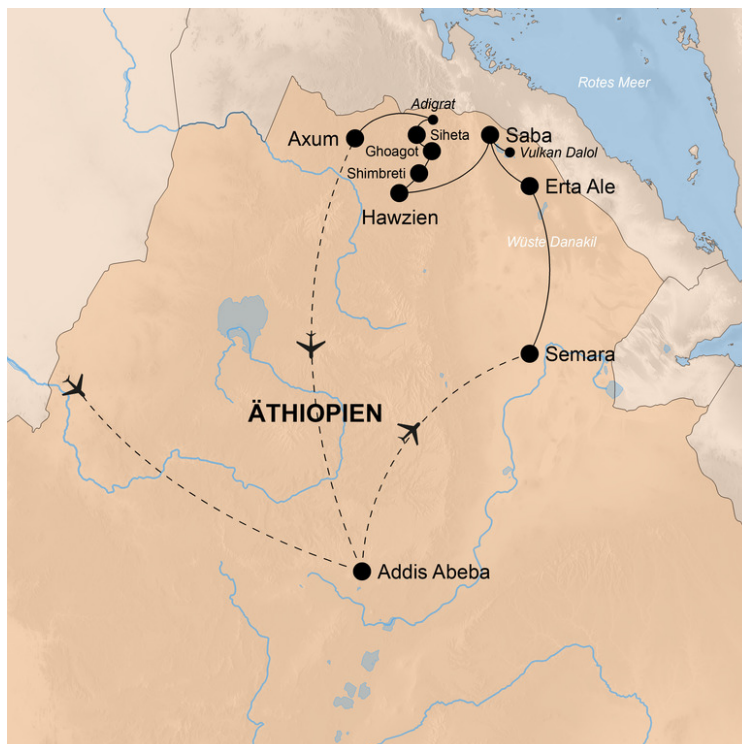 Rotes Meer
Adigrat
Axum
Siheta
Saba
Ghoagot
Vulkan Dalol
Shimbreti
Erta Ale
Hawzien
Wüste Danakil
Semara
ÄTHIOPIEN
Addis Abeba